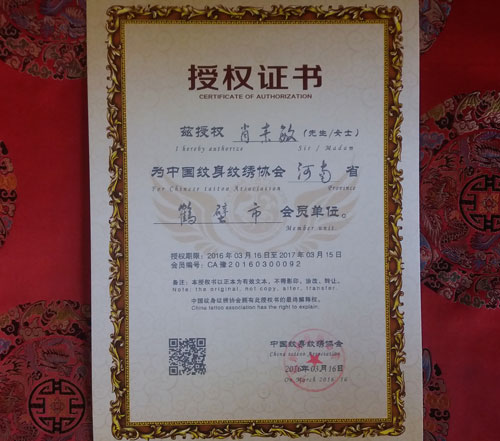 授权证书
CERTIFICATE OF AUTHORIZATION
兹授权 肖来敏 (先生/女士)
I hereby authorize Sir / Madam
为中国纹身纹绣协会 河南 省
For Chinese tattoo Association Province
鹤壁市 会员单位。
Member unit.
授权期限：2016年03月16日至2017年03月15日
会员编号：CA豫20160300092
备注：本授权书以正本为有效文本，不得影印、涂改、转让。
Note: the original, not copy, alter, transfer.
中国纹身纹绣协会拥有此授权书的最终解释权。
China tattoo association has the right to explain.
中国纹身纹绣协会
China tattoo Association
2016年03月16日
On March 2016 /16